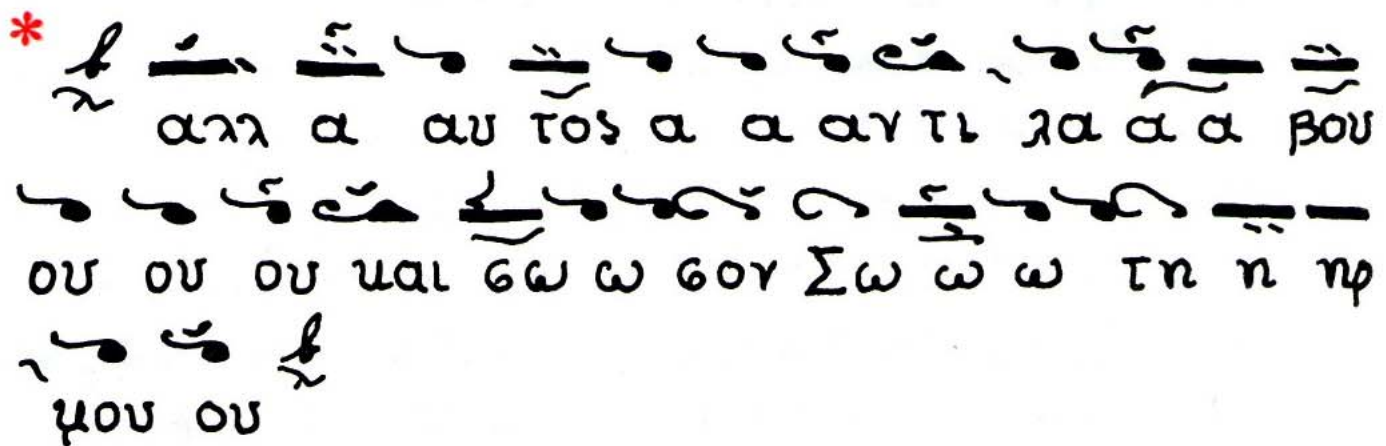 αλλ α αυ τος α α αν τι λα α α βου
ου ου ου και σω ω σον Σω ω ω τη η ηρ
μου ου